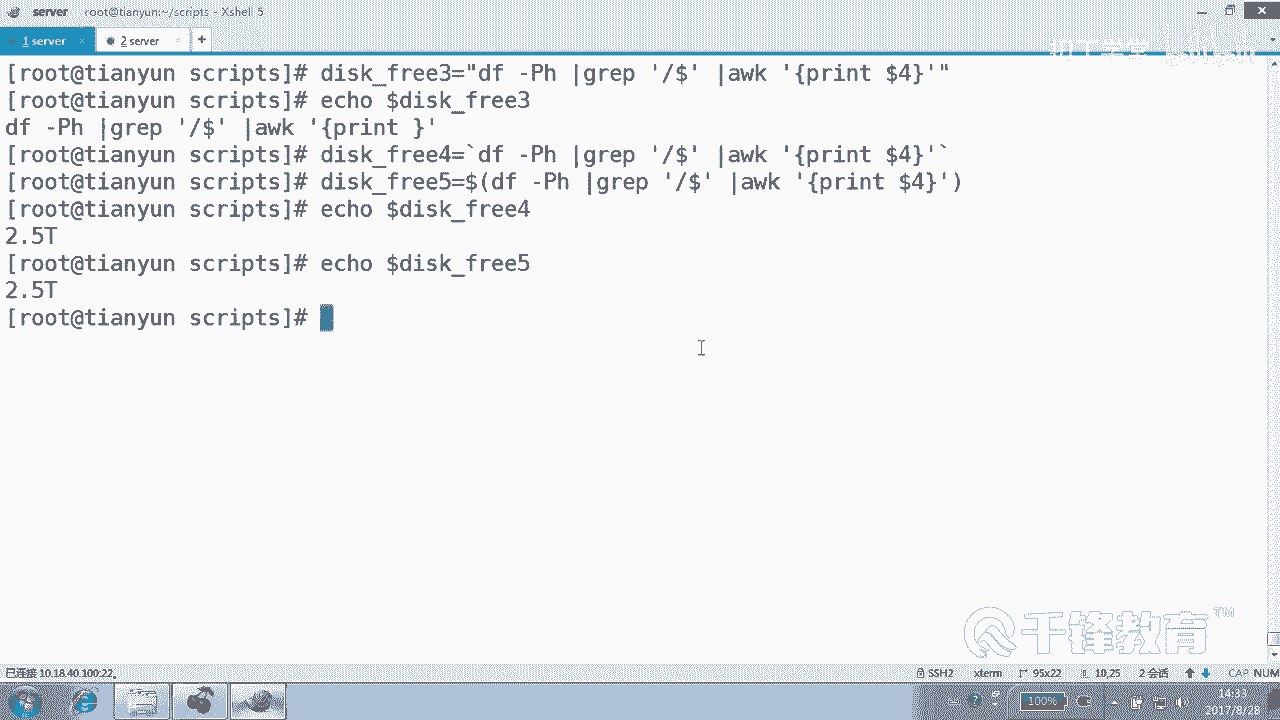 server root@tianyun:~/scripts - Xshell 5
1 server × 2 server × +
[root@tianyun scripts]# disk_free3="df -Ph |grep '/$' |awk '{print $4}'"
[root@tianyun scripts]# echo $disk_free3
df -Ph |grep '/$' |awk '{print }'
[root@tianyun scripts]# disk_free4=`df -Ph |grep '/$' |awk '{print $4}'`
[root@tianyun scripts]# disk_free5=$(df -Ph |grep '/$' |awk '{print $4}')
[root@tianyun scripts]# echo $disk_free4
2.5T
[root@tianyun scripts]# echo $disk_free5
2.5T
[root@tianyun scripts]#
千锋教育™
已连接 10.18.40.100:22。 SSH2 xterm 95x22 10,25 2 会话 CAP NUM
100% 14:33
2017/8/28